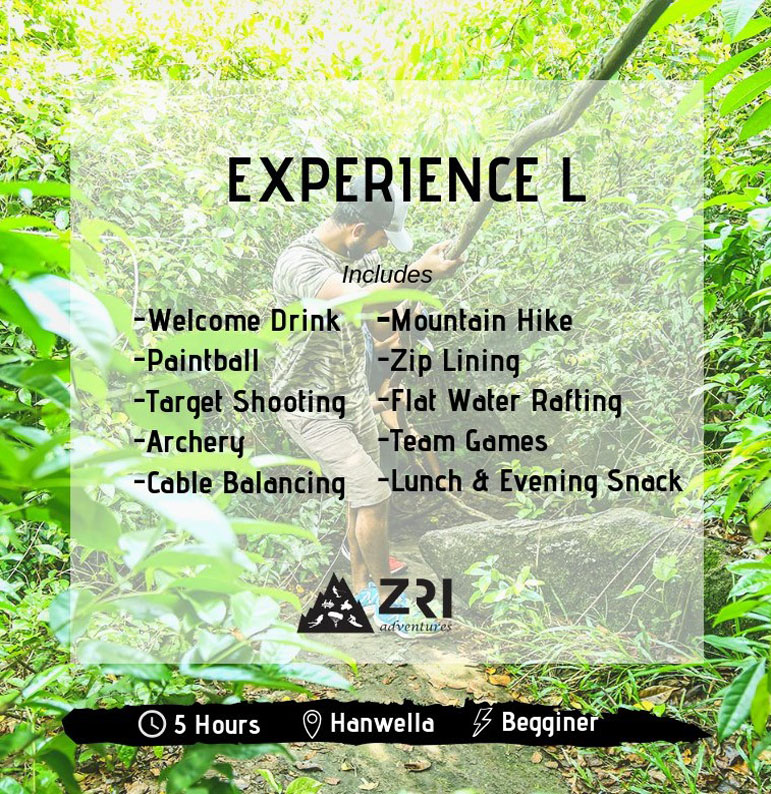 EXPERIENCE L
Includes
-Welcome Drink
-Paintball
-Target Shooting
-Archery
-Cable Balancing
-Mountain Hike
-Zip Lining
-Flat Water Rafting
-Team Games
-Lunch & Evening Snack
ZRI
adventures
5 Hours
Hanwella
Begginer